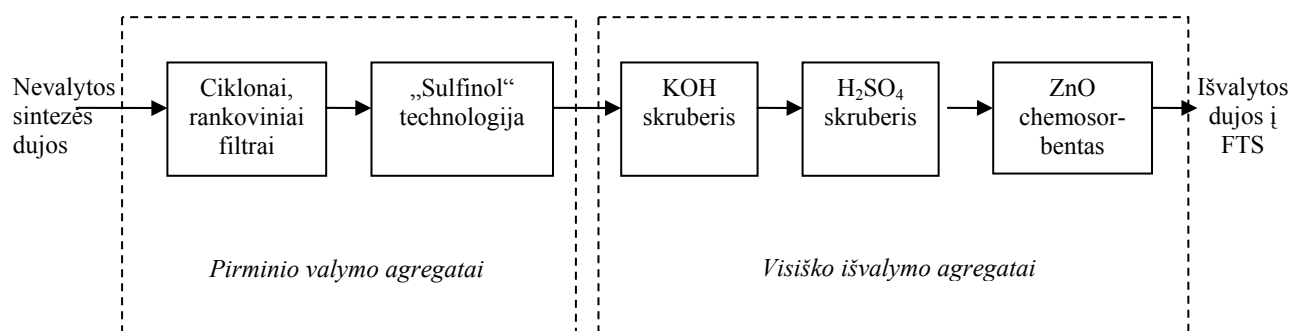 Nevalytos
sintezės
dujos
Ciklonai,
rankoviniai
filtrai
„Sulfinol“
technologija
KOH
skruberis
H₂SO₄
skruberis
ZnO
chemosor-
bentas
Išvalytos
dujos į
FTS
Pirminio valymo agregatai
Visiško išvalymo agregatai